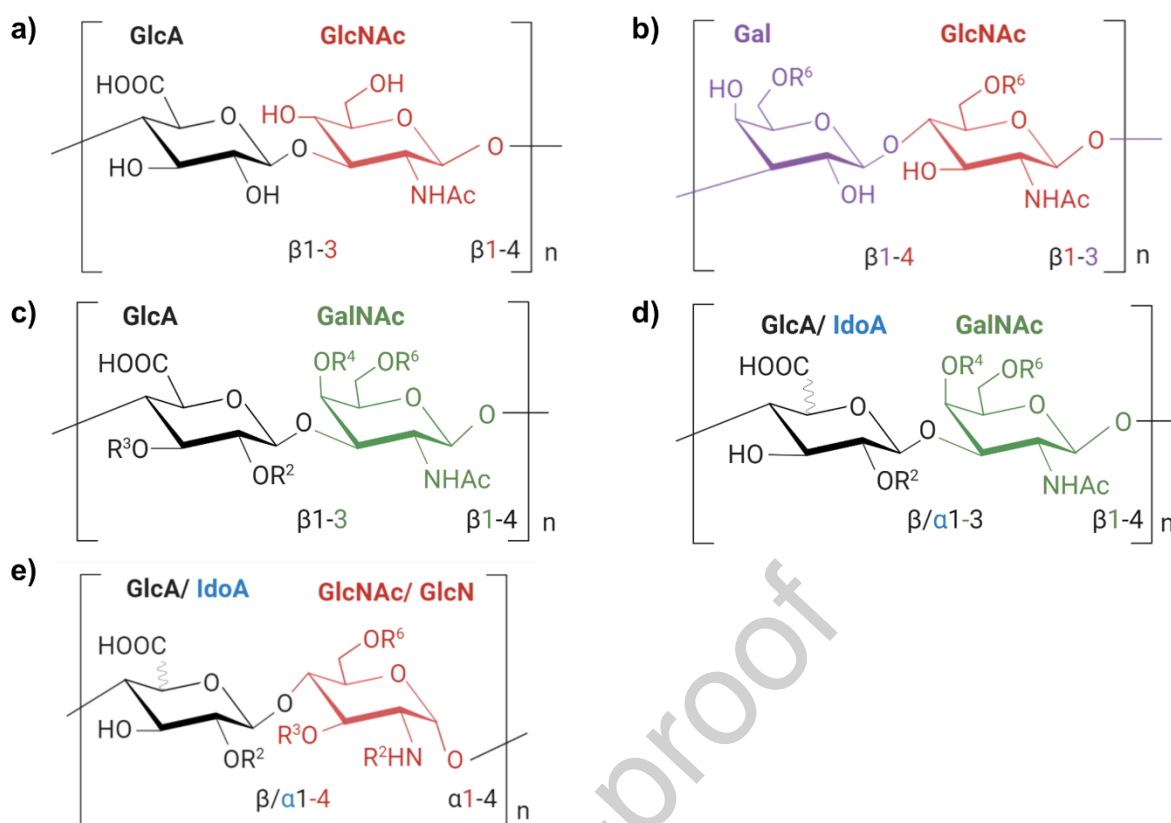 a)
GlcA GlcNAc
HOOC O OH
HO
HO O O O
OH NHAc
β1-3 β1-4 n
b)
Gal GlcNAc
HO OR⁶ OR⁶
O O O O
HO
OH NHAc
β1-4 β1-3 n
c)
GlcA GalNAc
HOOC OR⁴ OR⁶
O O O O
R³O
OR² NHAc
β1-3 β1-4 n
d)
GlcA/ IdoA GalNAc
HOOC OR⁴ OR⁶
O O O O
HO
OR² NHAc
β/α1-3 β1-4 n
e)
GlcA/ IdoA GlcNAc/ GlcN
HOOC OR⁶
O O O
HO R³O
OR² R²HN O
β/α1-4 α1-4 n
proof